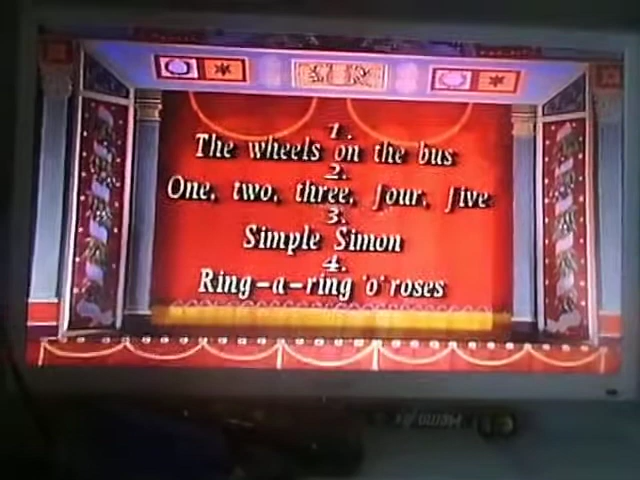 1.
The wheels on the bus
2.
One, two, three, four, five
3.
Simple Simon
4.
Ring-a-ring 'o' roses